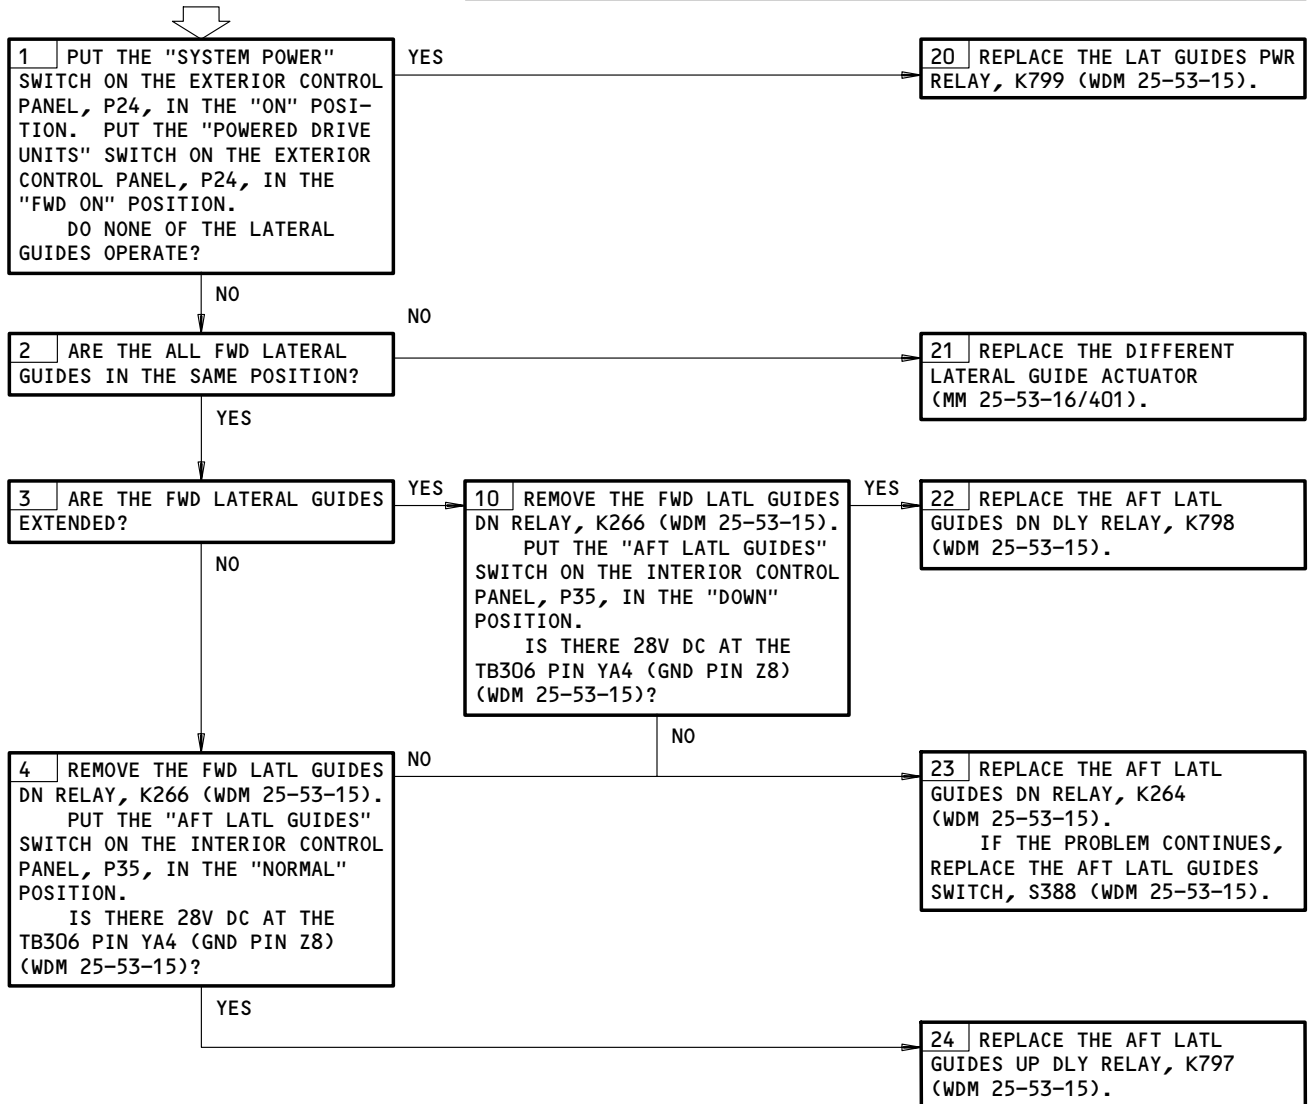 1 PUT THE "SYSTEM POWER"
SWITCH ON THE EXTERIOR CONTROL
PANEL, P24, IN THE "ON" POSI-
TION. PUT THE "POWERED DRIVE
UNITS" SWITCH ON THE EXTERIOR
CONTROL PANEL, P24, IN THE
"FWD ON" POSITION.
DO NONE OF THE LATERAL
GUIDES OPERATE?
YES
20 REPLACE THE LAT GUIDES PWR
RELAY, K799 (WDM 25-53-15).
NO
2 ARE THE ALL FWD LATERAL
GUIDES IN THE SAME POSITION?
NO
21 REPLACE THE DIFFERENT
LATERAL GUIDE ACTUATOR
(MM 25-53-16/401).
YES
3 ARE THE FWD LATERAL GUIDES
EXTENDED?
YES
10 REMOVE THE FWD LATL GUIDES
DN RELAY, K266 (WDM 25-53-15).
PUT THE "AFT LATL GUIDES"
SWITCH ON THE INTERIOR CONTROL
PANEL, P35, IN THE "DOWN"
POSITION.
IS THERE 28V DC AT THE
TB306 PIN YA4 (GND PIN Z8)
(WDM 25-53-15)?
YES
22 REPLACE THE AFT LATL
GUIDES DN DLY RELAY, K798
(WDM 25-53-15).
NO
NO
4 REMOVE THE FWD LATL GUIDES
DN RELAY, K266 (WDM 25-53-15).
PUT THE "AFT LATL GUIDES"
SWITCH ON THE INTERIOR CONTROL
PANEL, P35, IN THE "NORMAL"
POSITION.
IS THERE 28V DC AT THE
TB306 PIN YA4 (GND PIN Z8)
(WDM 25-53-15)?
NO
23 REPLACE THE AFT LATL
GUIDES DN RELAY, K264
(WDM 25-53-15).
IF THE PROBLEM CONTINUES,
REPLACE THE AFT LATL GUIDES
SWITCH, S388 (WDM 25-53-15).
YES
24 REPLACE THE AFT LATL
GUIDES UP DLY RELAY, K797
(WDM 25-53-15).